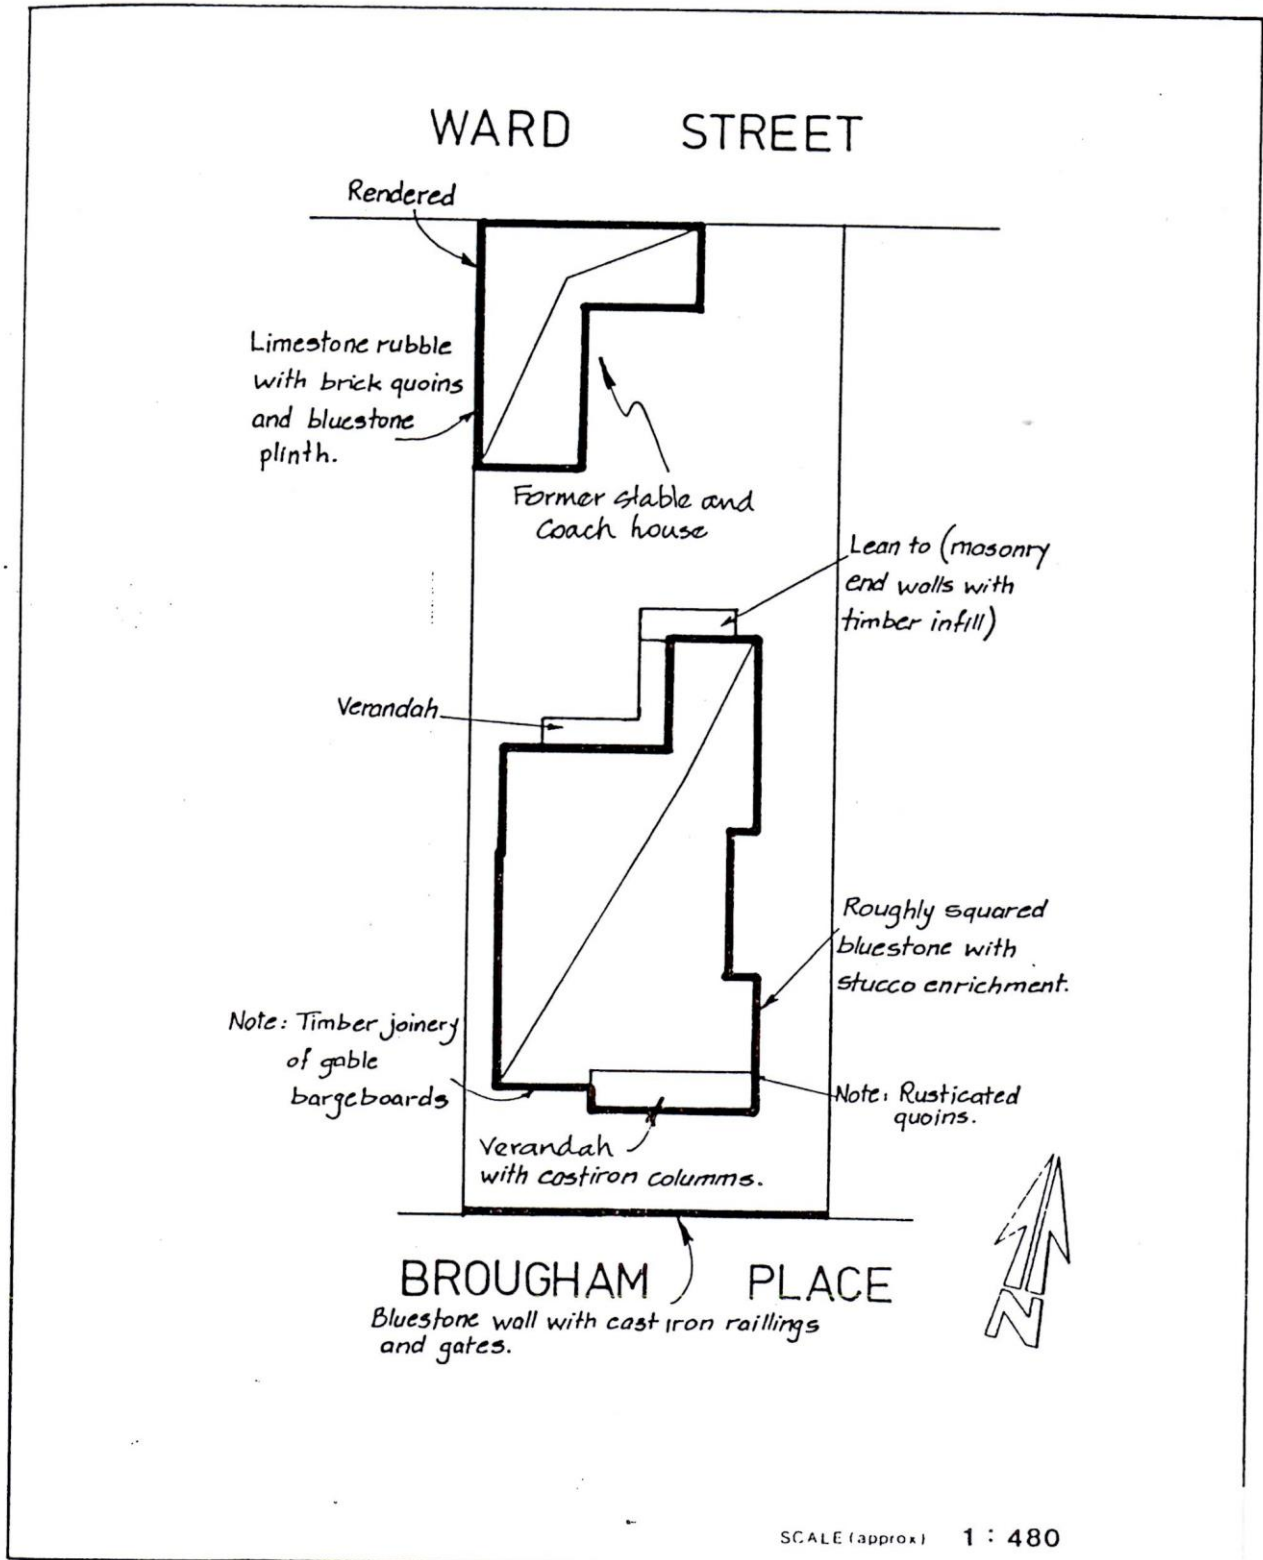 WARD STREET
Rendered
Limestone rubble
with brick quoins
and bluestone
plinth.
Former stable and
coach house
Lean to (masonry
end walls with
timber infill)
Verandah
Roughly squared
bluestone with
stucco enrichment.
Note: Timber joinery
of gable
bargeboards
Note: Rusticated
quoins.
Verandah
with castiron columms.
BROUGHAM PLACE
Bluestone wall with cast iron raillings
and gates.
N
SCALE (approx) 1 : 480